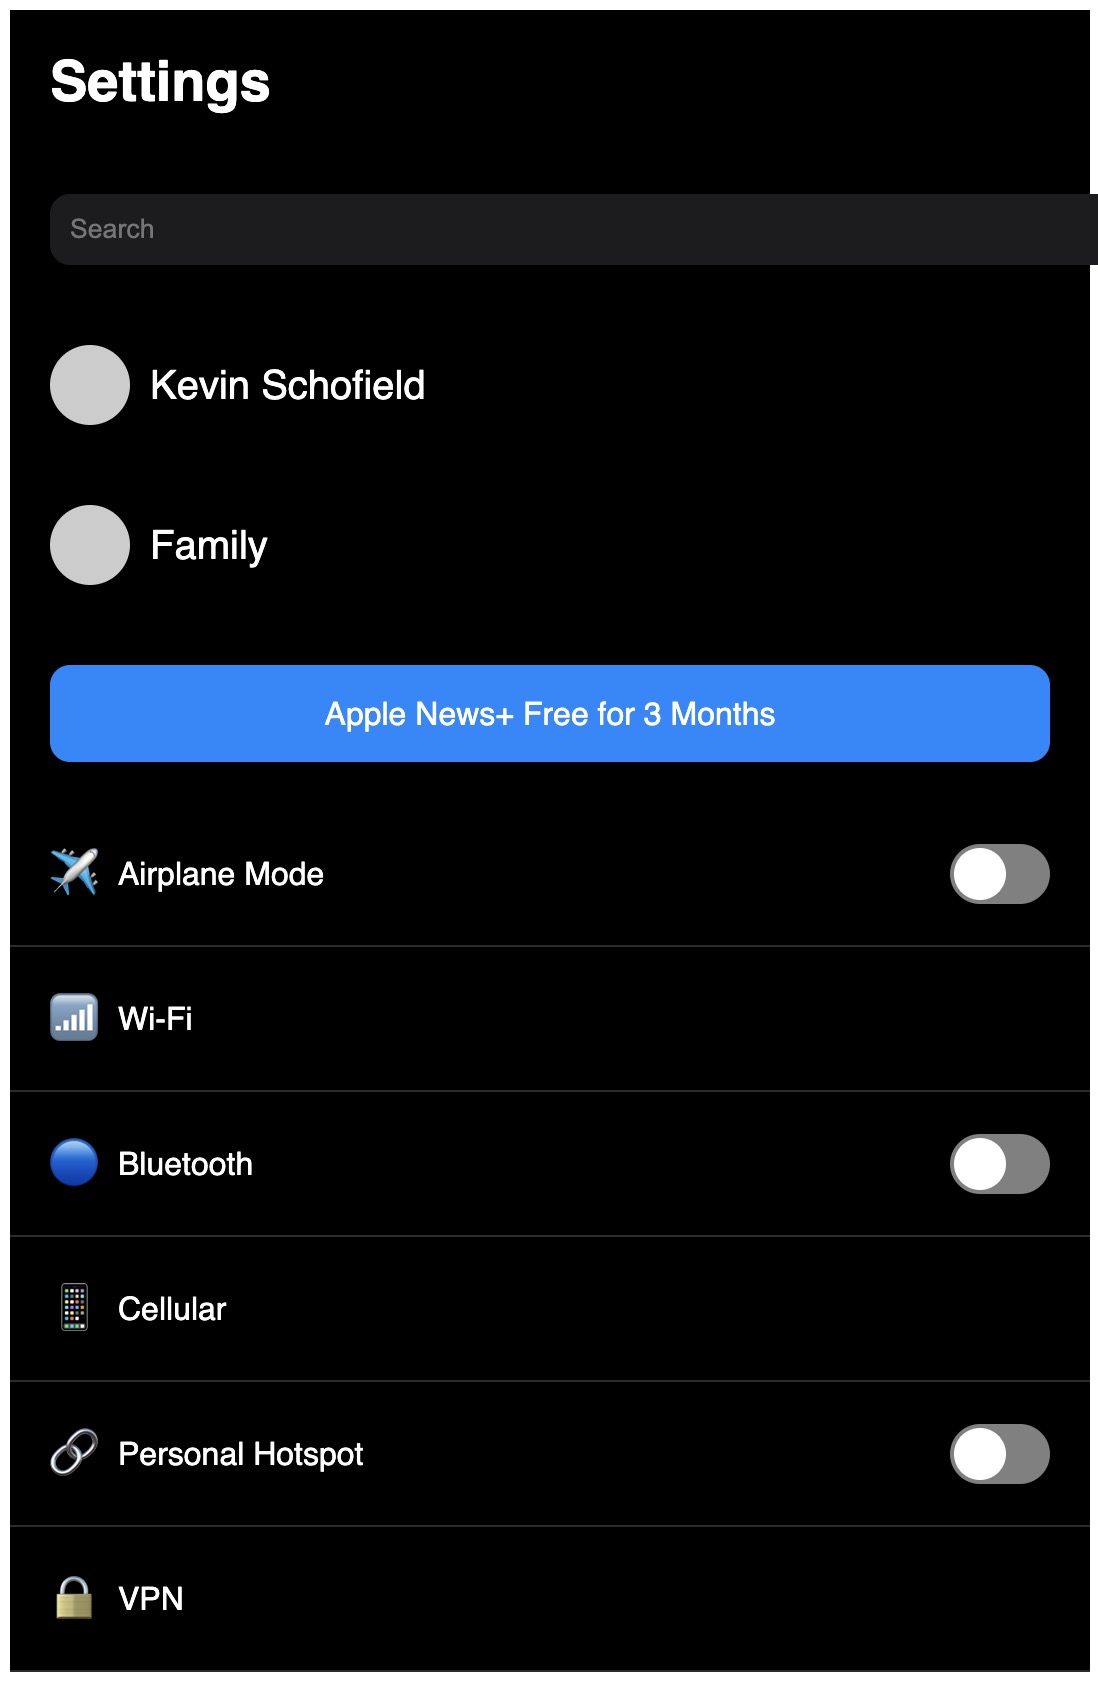 Settings
Search
Kevin Schofield
Family
Apple News+ Free for 3 Months
Airplane Mode
Wi-Fi
Bluetooth
Cellular
Personal Hotspot
VPN